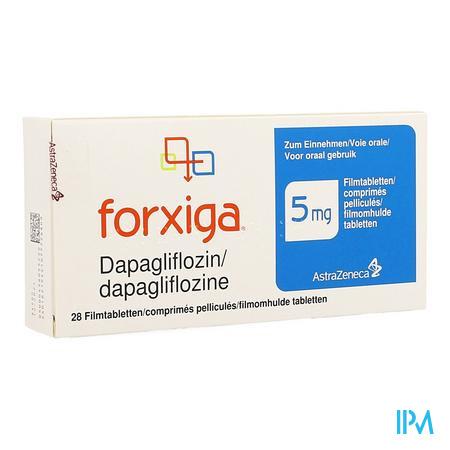 AstraZeneca
forxiga®
Dapagliflozin/
dapagliflozine
28 Filmtabletten/comprimés pelliculés/filmomhulde tabletten
Zum Einnehmen/Voie orale/
Voor oraal gebruik
5 mg
Filmtabletten/
comprimés
pelliculés/
filmomhulde
tabletten
AstraZeneca
IPM